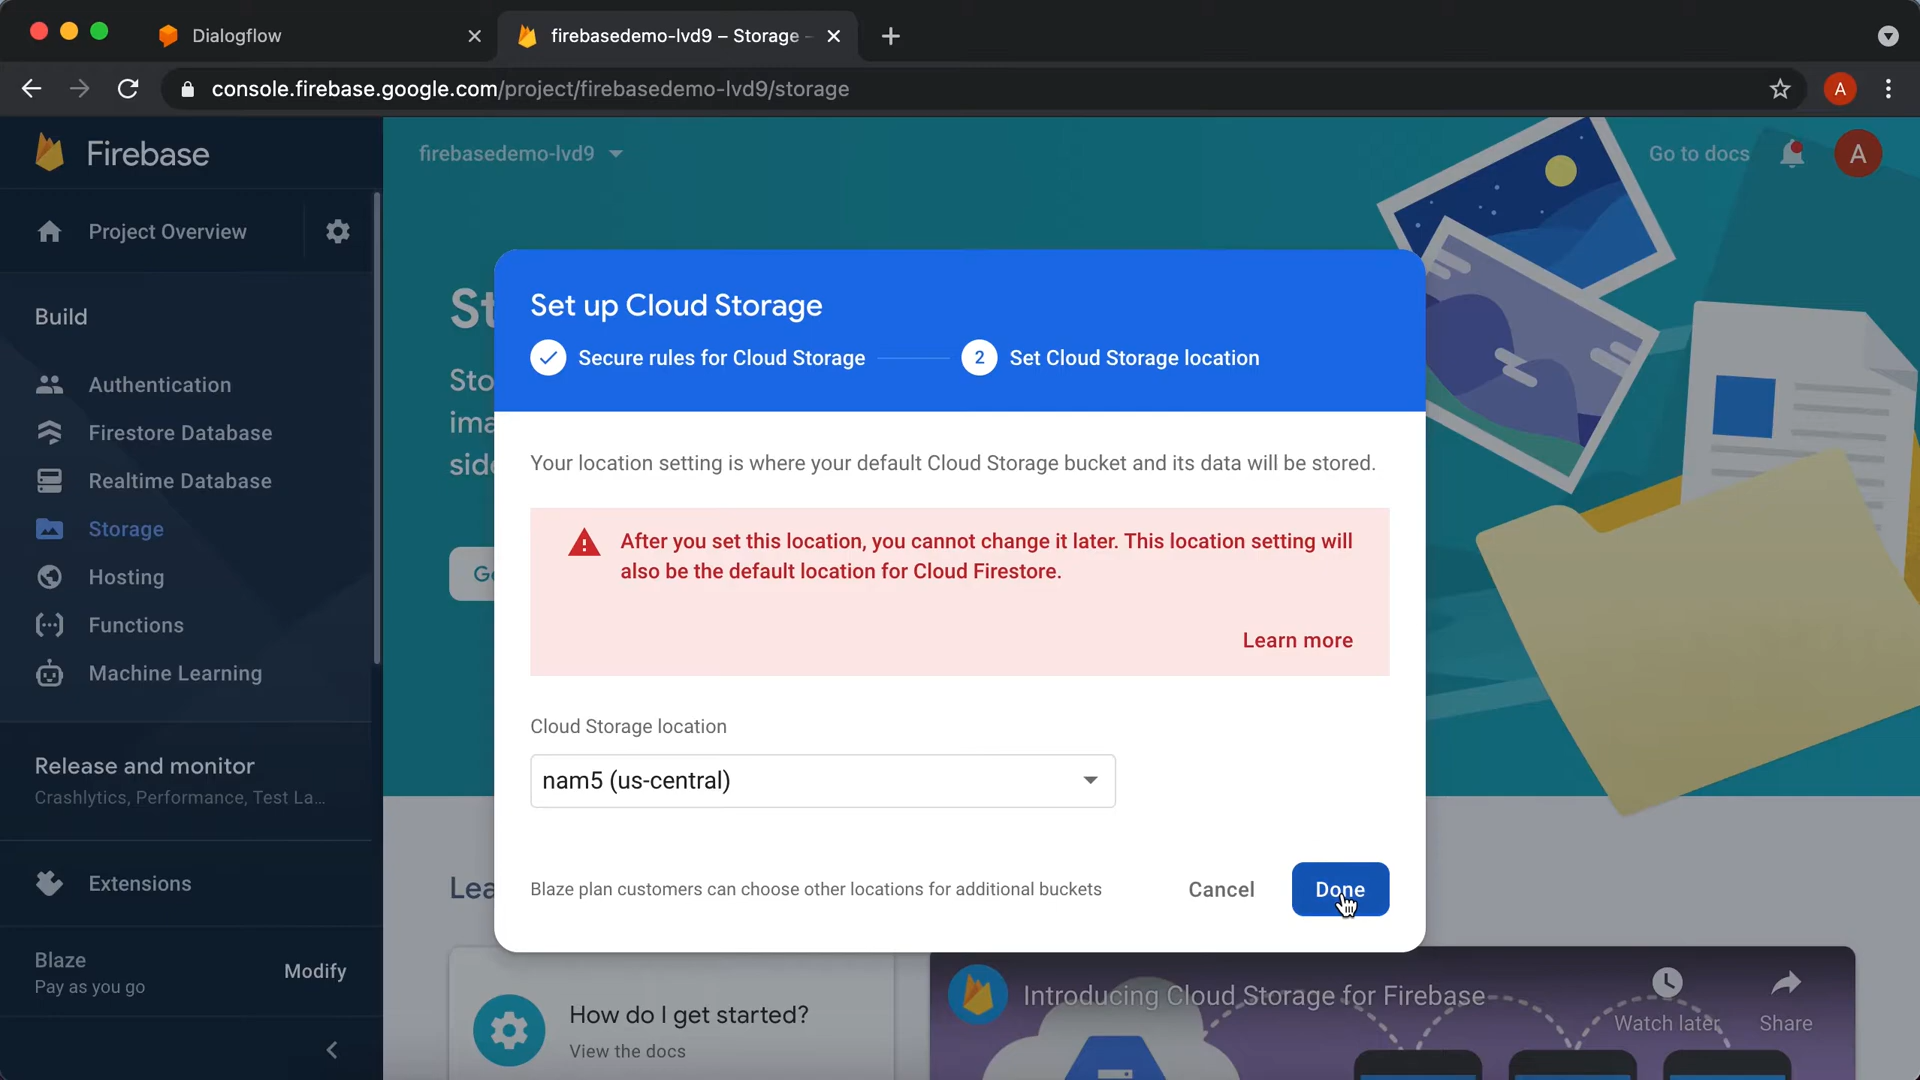 Dialogflow
firebasedemo-lvd9 – Storage –
console.firebase.google.com/project/firebasedemo-lvd9/storage
A
Firebase
firebasedemo-lvd9
Go to docs
A
Project Overview
Build
Authentication
Firestore Database
Realtime Database
Storage
Hosting
Functions
Machine Learning
Release and monitor
Crashlytics, Performance, Test La...
Extensions
Blaze
Pay as you go
Modify
Set up Cloud Storage
Secure rules for Cloud Storage
2 Set Cloud Storage location
Your location setting is where your default Cloud Storage bucket and its data will be stored.
After you set this location, you cannot change it later. This location setting will
also be the default location for Cloud Firestore.
Learn more
Cloud Storage location
nam5 (us-central)
Blaze plan customers can choose other locations for additional buckets
Cancel
Done
How do I get started?
View the docs
Introducing Cloud Storage for Firebase
Watch later
Share